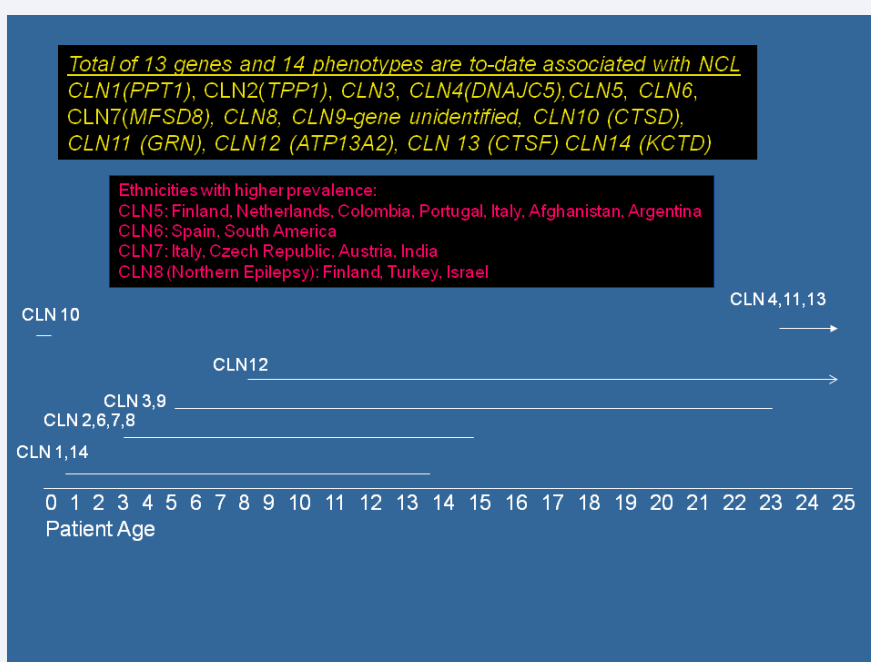 Total of 13 genes and 14 phenotypes are to-date associated with NCL
CLN1(PPT1), CLN2(TPP1), CLN3, CLN4(DNAJC5),CLN5, CLN6,
CLN7(MFSD8), CLN8, CLN9-gene unidentified, CLN10 (CTSD),
CLN11 (GRN), CLN12 (ATP13A2), CLN 13 (CTSF) CLN14 (KCTD)
Ethnicities with higher prevalence:
CLN5: Finland, Netherlands, Colombia, Portugal, Italy, Afghanistan, Argentina
CLN6: Spain, South America
CLN7: Italy, Czech Republic, Austria, India
CLN8 (Northern Epilepsy): Finland, Turkey, Israel
CLN 4,11,13
CLN 10
CLN12
CLN 3,9
CLN 2,6,7,8
CLN 1,14
0 1 2 3 4 5 6 7 8 9 10 11 12 13 14 15 16 17 18 19 20 21 22 23 24 25
Patient Age